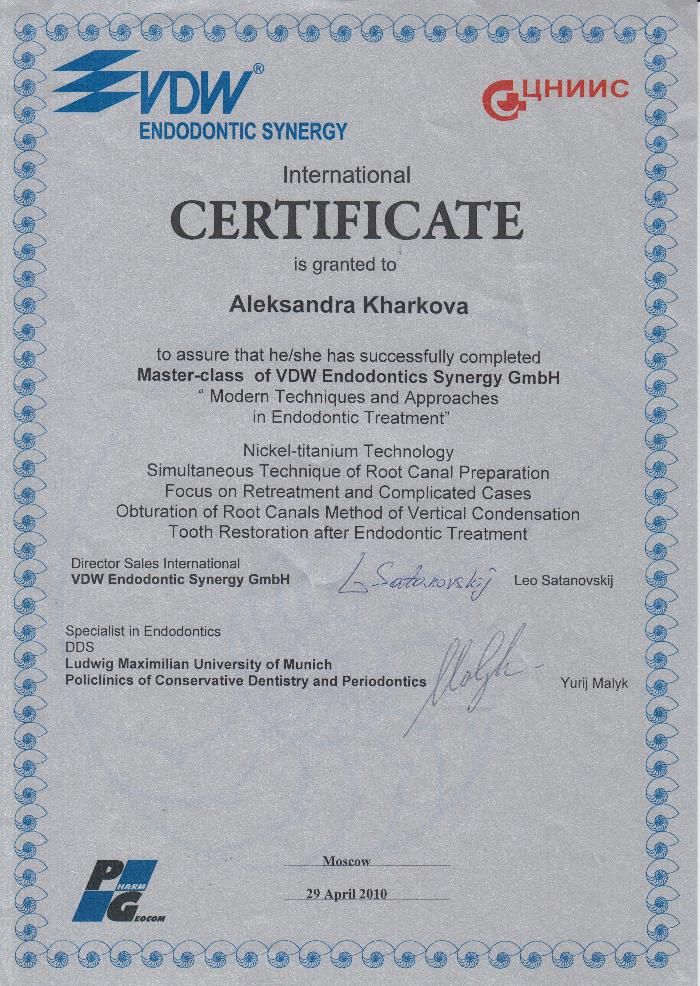 VDW®
ENDODONTIC SYNERGY
ЦНИИС
International
CERTIFICATE
is granted to
Aleksandra Kharkova
to assure that he/she has successfully completed
Master-class of VDW Endodontics Synergy GmbH
“ Modern Techniques and Approaches
in Endodontic Treatment”
Nickel-titanium Technology
Simultaneous Technique of Root Canal Preparation
Focus on Retreatment and Complicated Cases
Obturation of Root Canals Method of Vertical Condensation
Tooth Restoration after Endodontic Treatment
Director Sales International
VDW Endodontic Synergy GmbH
L Satanovskij
Leo Satanovskij
Specialist in Endodontics
DDS
Ludwig Maximilian University of Munich
Policlinics of Conservative Dentistry and Periodontics
Malyk
Yurij Malyk
Moscow
29 April 2010
PHARM
GEOCOM